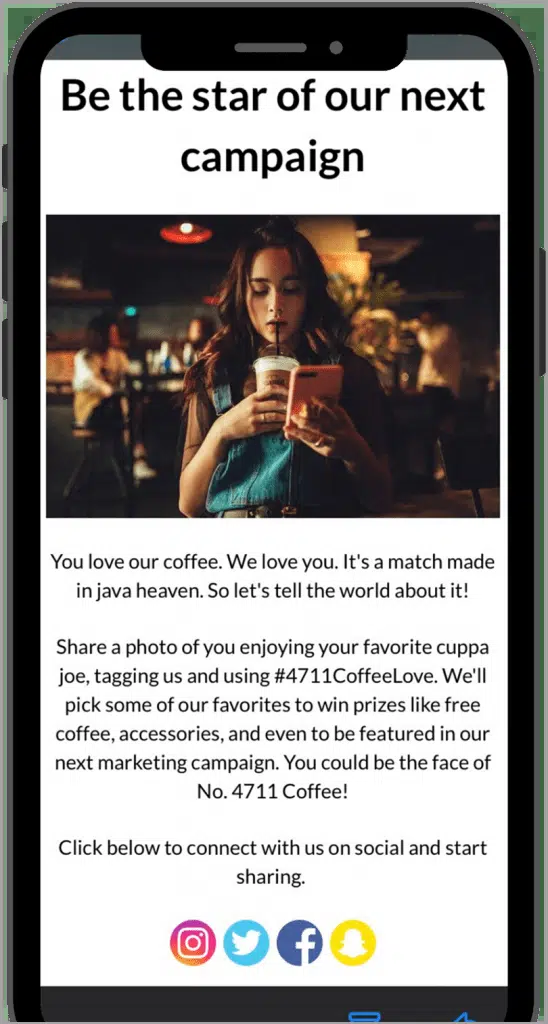 Be the star of our next
campaign
You love our coffee. We love you. It's a match made
in java heaven. So let's tell the world about it!
Share a photo of you enjoying your favorite cuppa
joe, tagging us and using #4711CoffeeLove. We'll
pick some of our favorites to win prizes like free
coffee, accessories, and even to be featured in our
next marketing campaign. You could be the face of
No. 4711 Coffee!
Click below to connect with us on social and start
sharing.